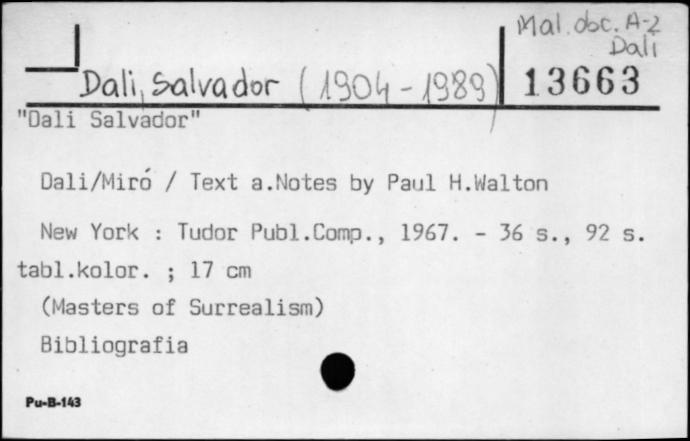 Mal. obc. A-2
Dali
Dali, Salvador (1904-1989)
13663
"Dali Salvador"
Dali/Miró / Text a.Notes by Paul H.Walton
New York : Tudor Publ.Comp., 1967. - 36 s., 92 s.
tabl.kolor. ; 17 cm
(Masters of Surrealism)
Bibliografia
Pu-B-143